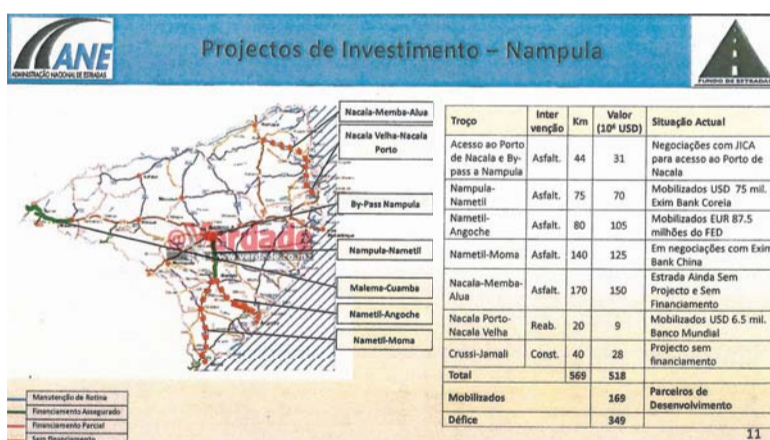 ANE
ADMINISTRAÇÃO NACIONAL DE ESTRADAS
Projectos de Investimento – Nampula
FUNDO DE ESTRADAS
Nacala-Memba-Alua
Nacala Velha-Nacala
Porto
By-Pass Nampula
@Verdade
www.verdade.co.mz
Nampula-Nametil
Malema-Cuamba
Nametil-Angoche
Nametil-Moma
Manutenção de Rotina
Financiamento Assegurado
Financiamento Parcial
Sem financiamento
Troço Inter venção Km Valor (10⁶ USD) Situação Actual
Acesso ao Porto de Nacala e By-pass a Nampula Asfalt. 44 31 Negociações com JICA para acesso ao Porto de Nacala
Nampula-Nametil Asfalt. 75 70 Mobilizados USD 75 mil. Exim Bank Coreia
Nametil-Angoche Asfalt. 80 105 Mobilizados EUR 87.5 milhões do FED
Nametil-Moma Asfalt. 140 125 Em negociações com Exim Bank China
Nacala-Memba-Alua Asfalt. 170 150 Estrada Ainda Sem Projecto e Sem Financiamento
Nacala Porto-Nacala Velha Reab. 20 9 Mobilizados USD 6.5 mil. Banco Mundial
Crussi-Jamali Const. 40 28 Projecto sem financiamento
Total 569 518
Mobilizados 169 Parceiros de Desenvolvimento
Défice 349
11